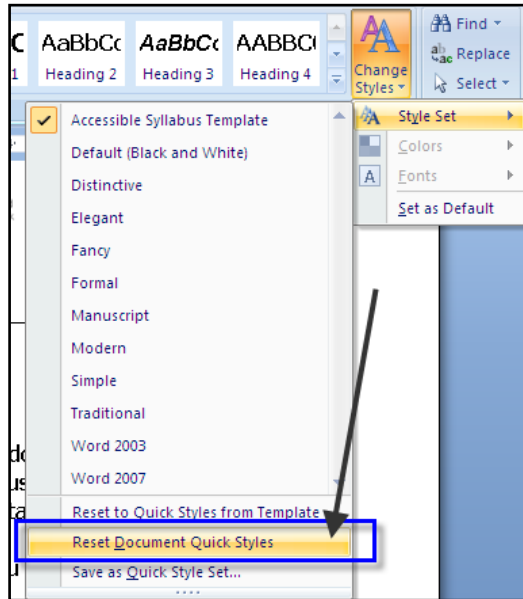 AaBbCc AaBbCc AABBC
1 Heading 2 Heading 3 Heading 4
Change Styles
Find
Replace
Select
Style Set
Colors
Fonts
Set as Default
Accessible Syllabus Template
Default (Black and White)
Distinctive
Elegant
Fancy
Formal
Manuscript
Modern
Simple
Traditional
Word 2003
Word 2007
Reset to Quick Styles from Template
Reset Document Quick Styles
Save as Quick Style Set...